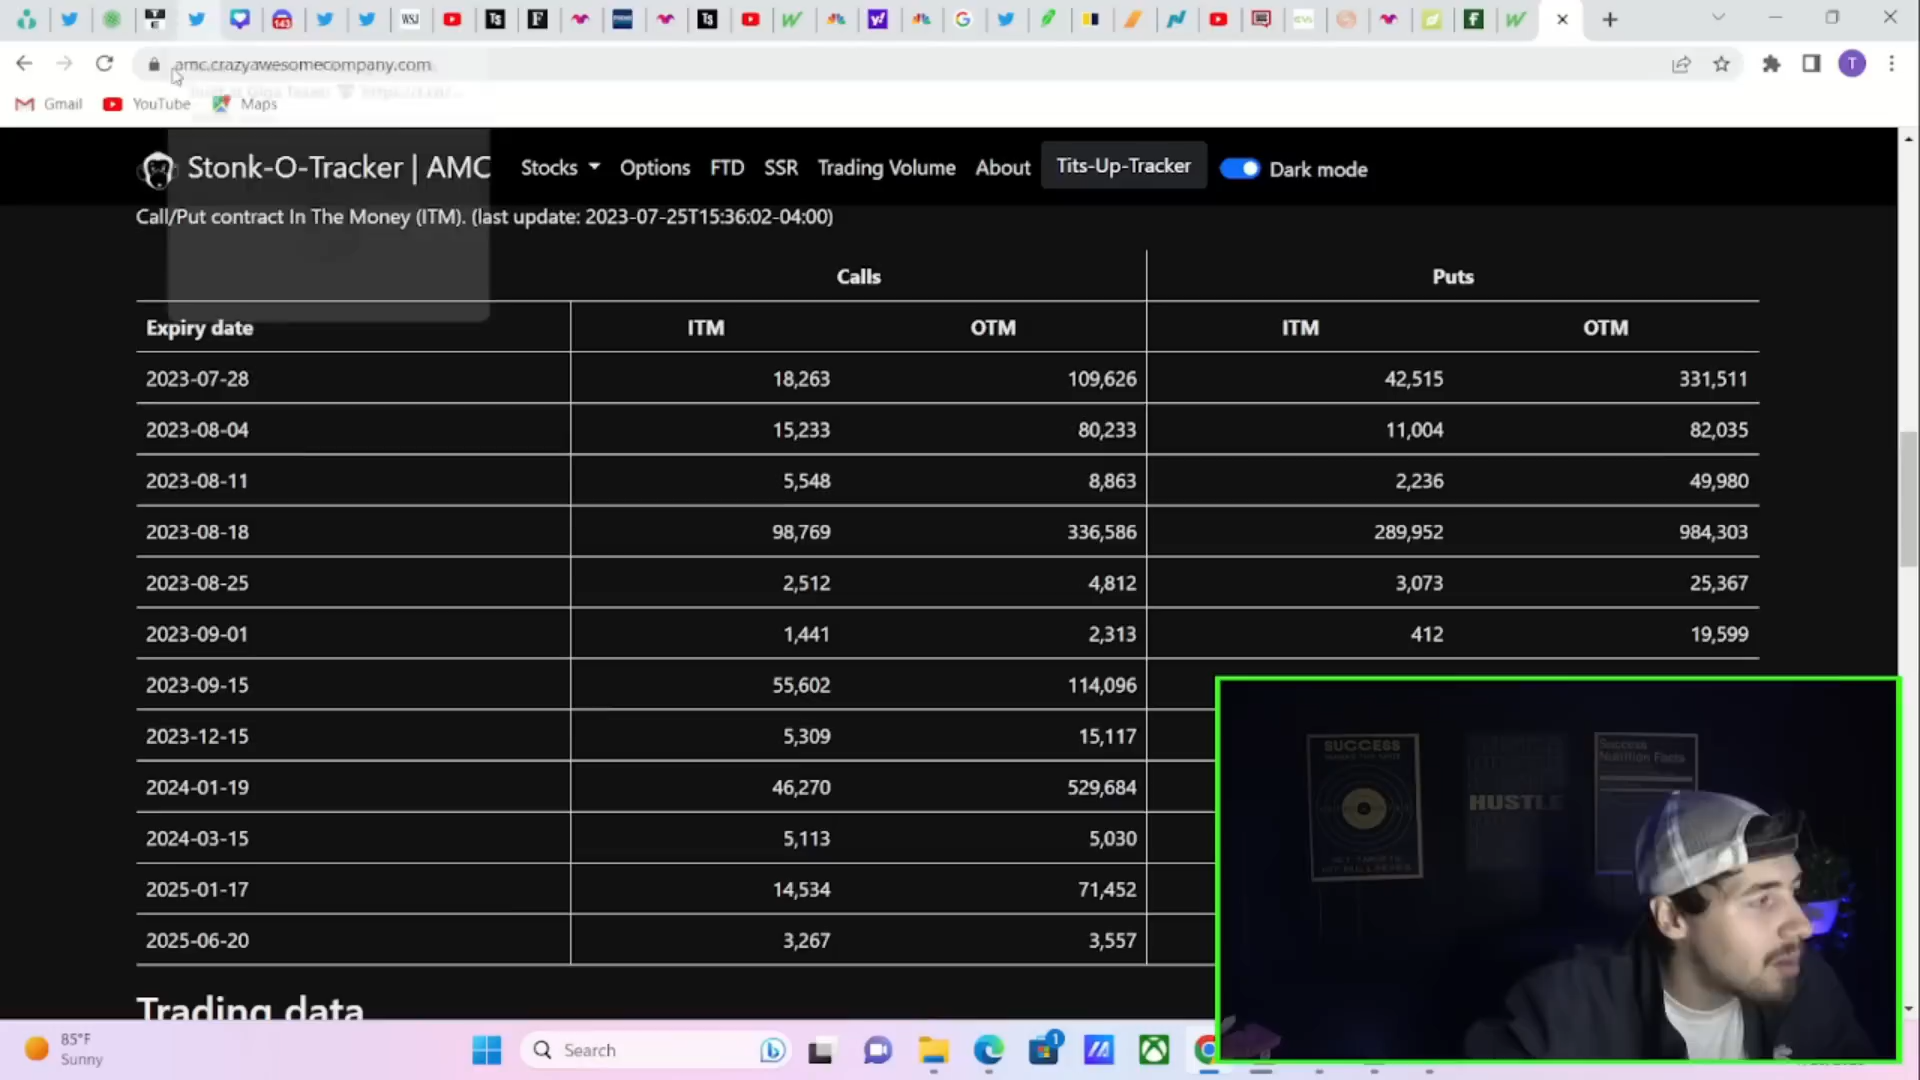 WSJ
143
amc.crazyawesomecompany.com
T
Gmail YouTube Maps
Stonk-O-Tracker | AMC Stocks Options FTD SSR Trading Volume About Tits-Up-Tracker Dark mode
Call/Put contract In The Money (ITM). (last update: 2023-07-25T15:36:02-04:00)
Calls Puts
Expiry date ITM OTM ITM OTM
2023-07-28 18,263 109,626 42,515 331,511
2023-08-04 15,233 80,233 11,004 82,035
2023-08-11 5,548 8,863 2,236 49,980
2023-08-18 98,769 336,586 289,952 984,303
2023-08-25 2,512 4,812 3,073 25,367
2023-09-01 1,441 2,313 412 19,599
2023-09-15 55,602 114,096
2023-12-15 5,309 15,117
2024-01-19 46,270 529,684
2024-03-15 5,113 5,030
2025-01-17 14,534 71,452
2025-06-20 3,267 3,557
SUCCESS
HUSTLE
Success
Nutrition Facts
Trading data
85°F
Sunny
Search
1